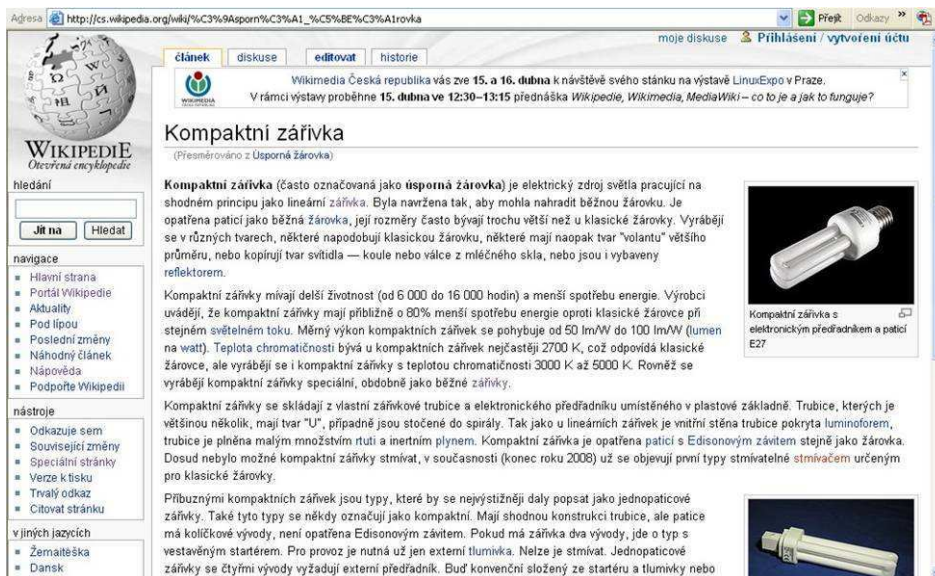 Adresa http://cs.wikipedia.org/wiki/%C3%9Asporn%C3%A1_%C5%BE%C3%A1rovka Přejít Odkazy »
moje diskuse Přihlášení / vytvoření účtu
článek diskuse editovat historie
Wikimedia Česká republika vás zve 15. a 16. dubna k návštěvě svého stánku na výstavě LinuxExpo v Praze.
V rámci výstavy proběhne 15. dubna ve 12:30–13:15 přednáška Wikipedie, Wikimedia, MediaWiki – co to je a jak to funguje?
WIKIMEDIA
WIKIPEDIE
Otevřená encyklopedie
hledání
Jít na Hledat
navigace
Hlavní strana
Portál Wikipedie
Aktuality
Pod lípou
Poslední změny
Náhodný článek
Nápověda
Podpořte Wikipedii
nástroje
Odkazuje sem
Související změny
Speciální stránky
Verze k tisku
Trvalý odkaz
Citovat stránku
v jiných jazycích
Žemaitėška
Dansk
Kompaktní zářivka
(Přesměrováno z Úsporná žárovka)
Kompaktní zářivka (často označovaná jako úsporná žárovka) je elektrický zdroj světla pracující na
shodném principu jako lineární zářivka. Byla navržena tak, aby mohla nahradit běžnou žárovku. Je
opatřena paticí jako běžná žárovka, její rozměry často bývají trochu větší než u klasické žárovky. Vyrábějí
se v různých tvarech, některé napodobují klasickou žárovku, některé mají naopak tvar "volantu" většího
průměru, nebo kopírují tvar svítidla — koule nebo válce z mléčného skla, nebo jsou i vybaveny
reflektorem.
Kompaktní zářivky mívají delší životnost (od 6 000 do 16 000 hodin) a menší spotřebu energie. Výrobci
uvádějí, že kompaktní zářivky mají přibližně o 80% menší spotřebu energie oproti klasické žárovce při
stejném světelném toku. Měrný výkon kompaktních zářivek se pohybuje od 50 lm/W do 100 lm/W (lumen
na watt). Teplota chromatičnosti bývá u kompaktních zářivek nejčastěji 2700 K, což odpovídá klasické
žárovce, ale vyrábějí se i kompaktní zářivky s teplotou chromatičnosti 3000 K až 5000 K. Rovněž se
vyrábějí kompaktní zářivky speciální, obdobně jako běžné zářivky.
Kompaktní zářivka s
elektronickým předřadníkem a paticí
E27
Kompaktní zářivky se skládají z vlastní zářivkové trubice a elektronického předřadníku umístěného v plastové základně. Trubice, kterých je
většinou několik, mají tvar "U", případně jsou stočené do spirály. Tak jako u lineárních zářivek je vnitřní stěna trubice pokryta luminoforem,
trubice je plněna malým množstvím rtuti a inertním plynem. Kompaktní zářivka je opatřena paticí s Edisonovým závitem stejně jako žárovka.
Dosud nebylo možné kompaktní zářivky stmívat, v současnosti (konec roku 2008) už se objevují první typy stmívatelné stmívačem určeným
pro klasické žárovky.
Příbuznými kompaktních zářivek jsou typy, které by se nejvýstižněji daly popsat jako jednopaticové
zářivky. Také tyto typy se někdy označují jako kompaktní. Mají shodnou konstrukci trubice, ale patice
má kolíčkové vývody, není opatřena Edisonovým závitem. Pokud má zářivka dva vývody, jde o typ s
vestavěným startérem. Pro provoz je nutná už jen externí tlumivka. Nelze je stmívat. Jednopaticové
zářivky se čtyřmi vývody vyžadují externí předřadník. Buď konvenční složený ze startéru a tlumivky nebo